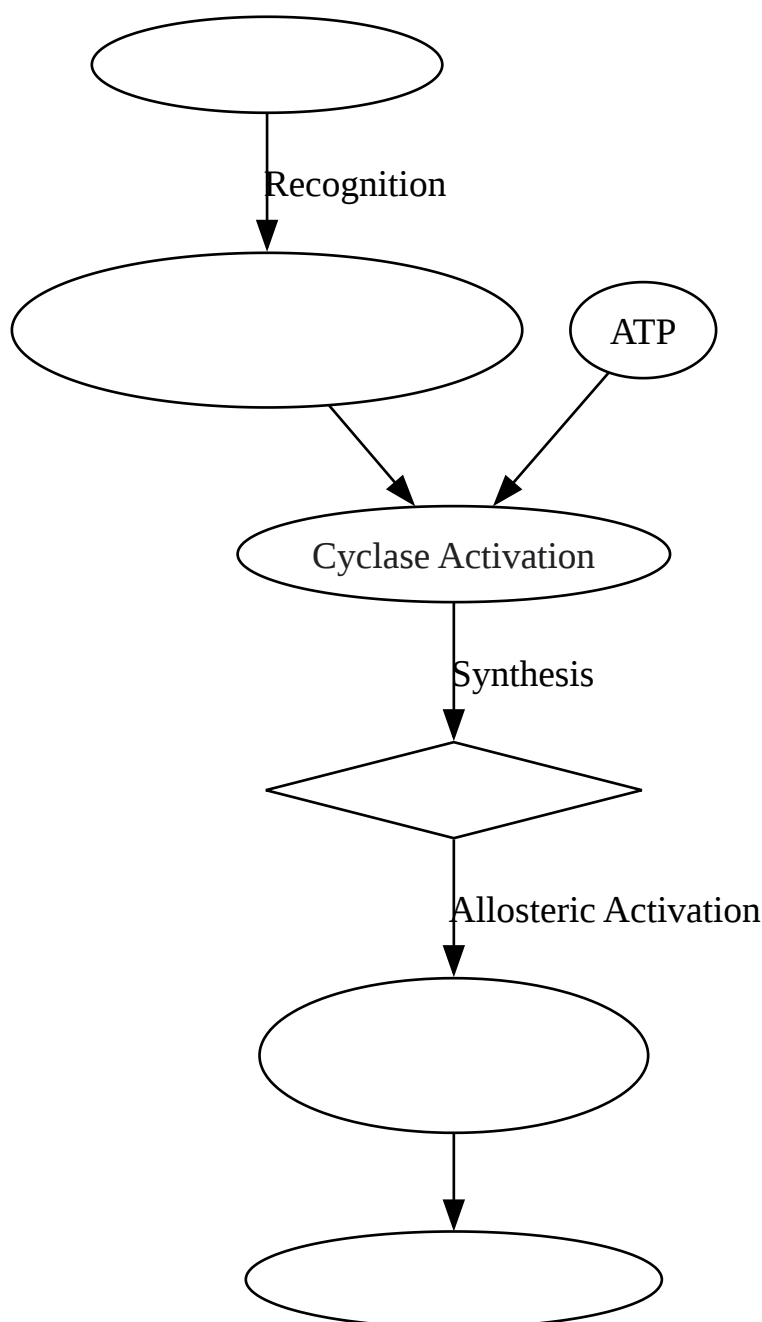 Recognition
ATP
Cyclase Activation
Synthesis
Allosteric Activation